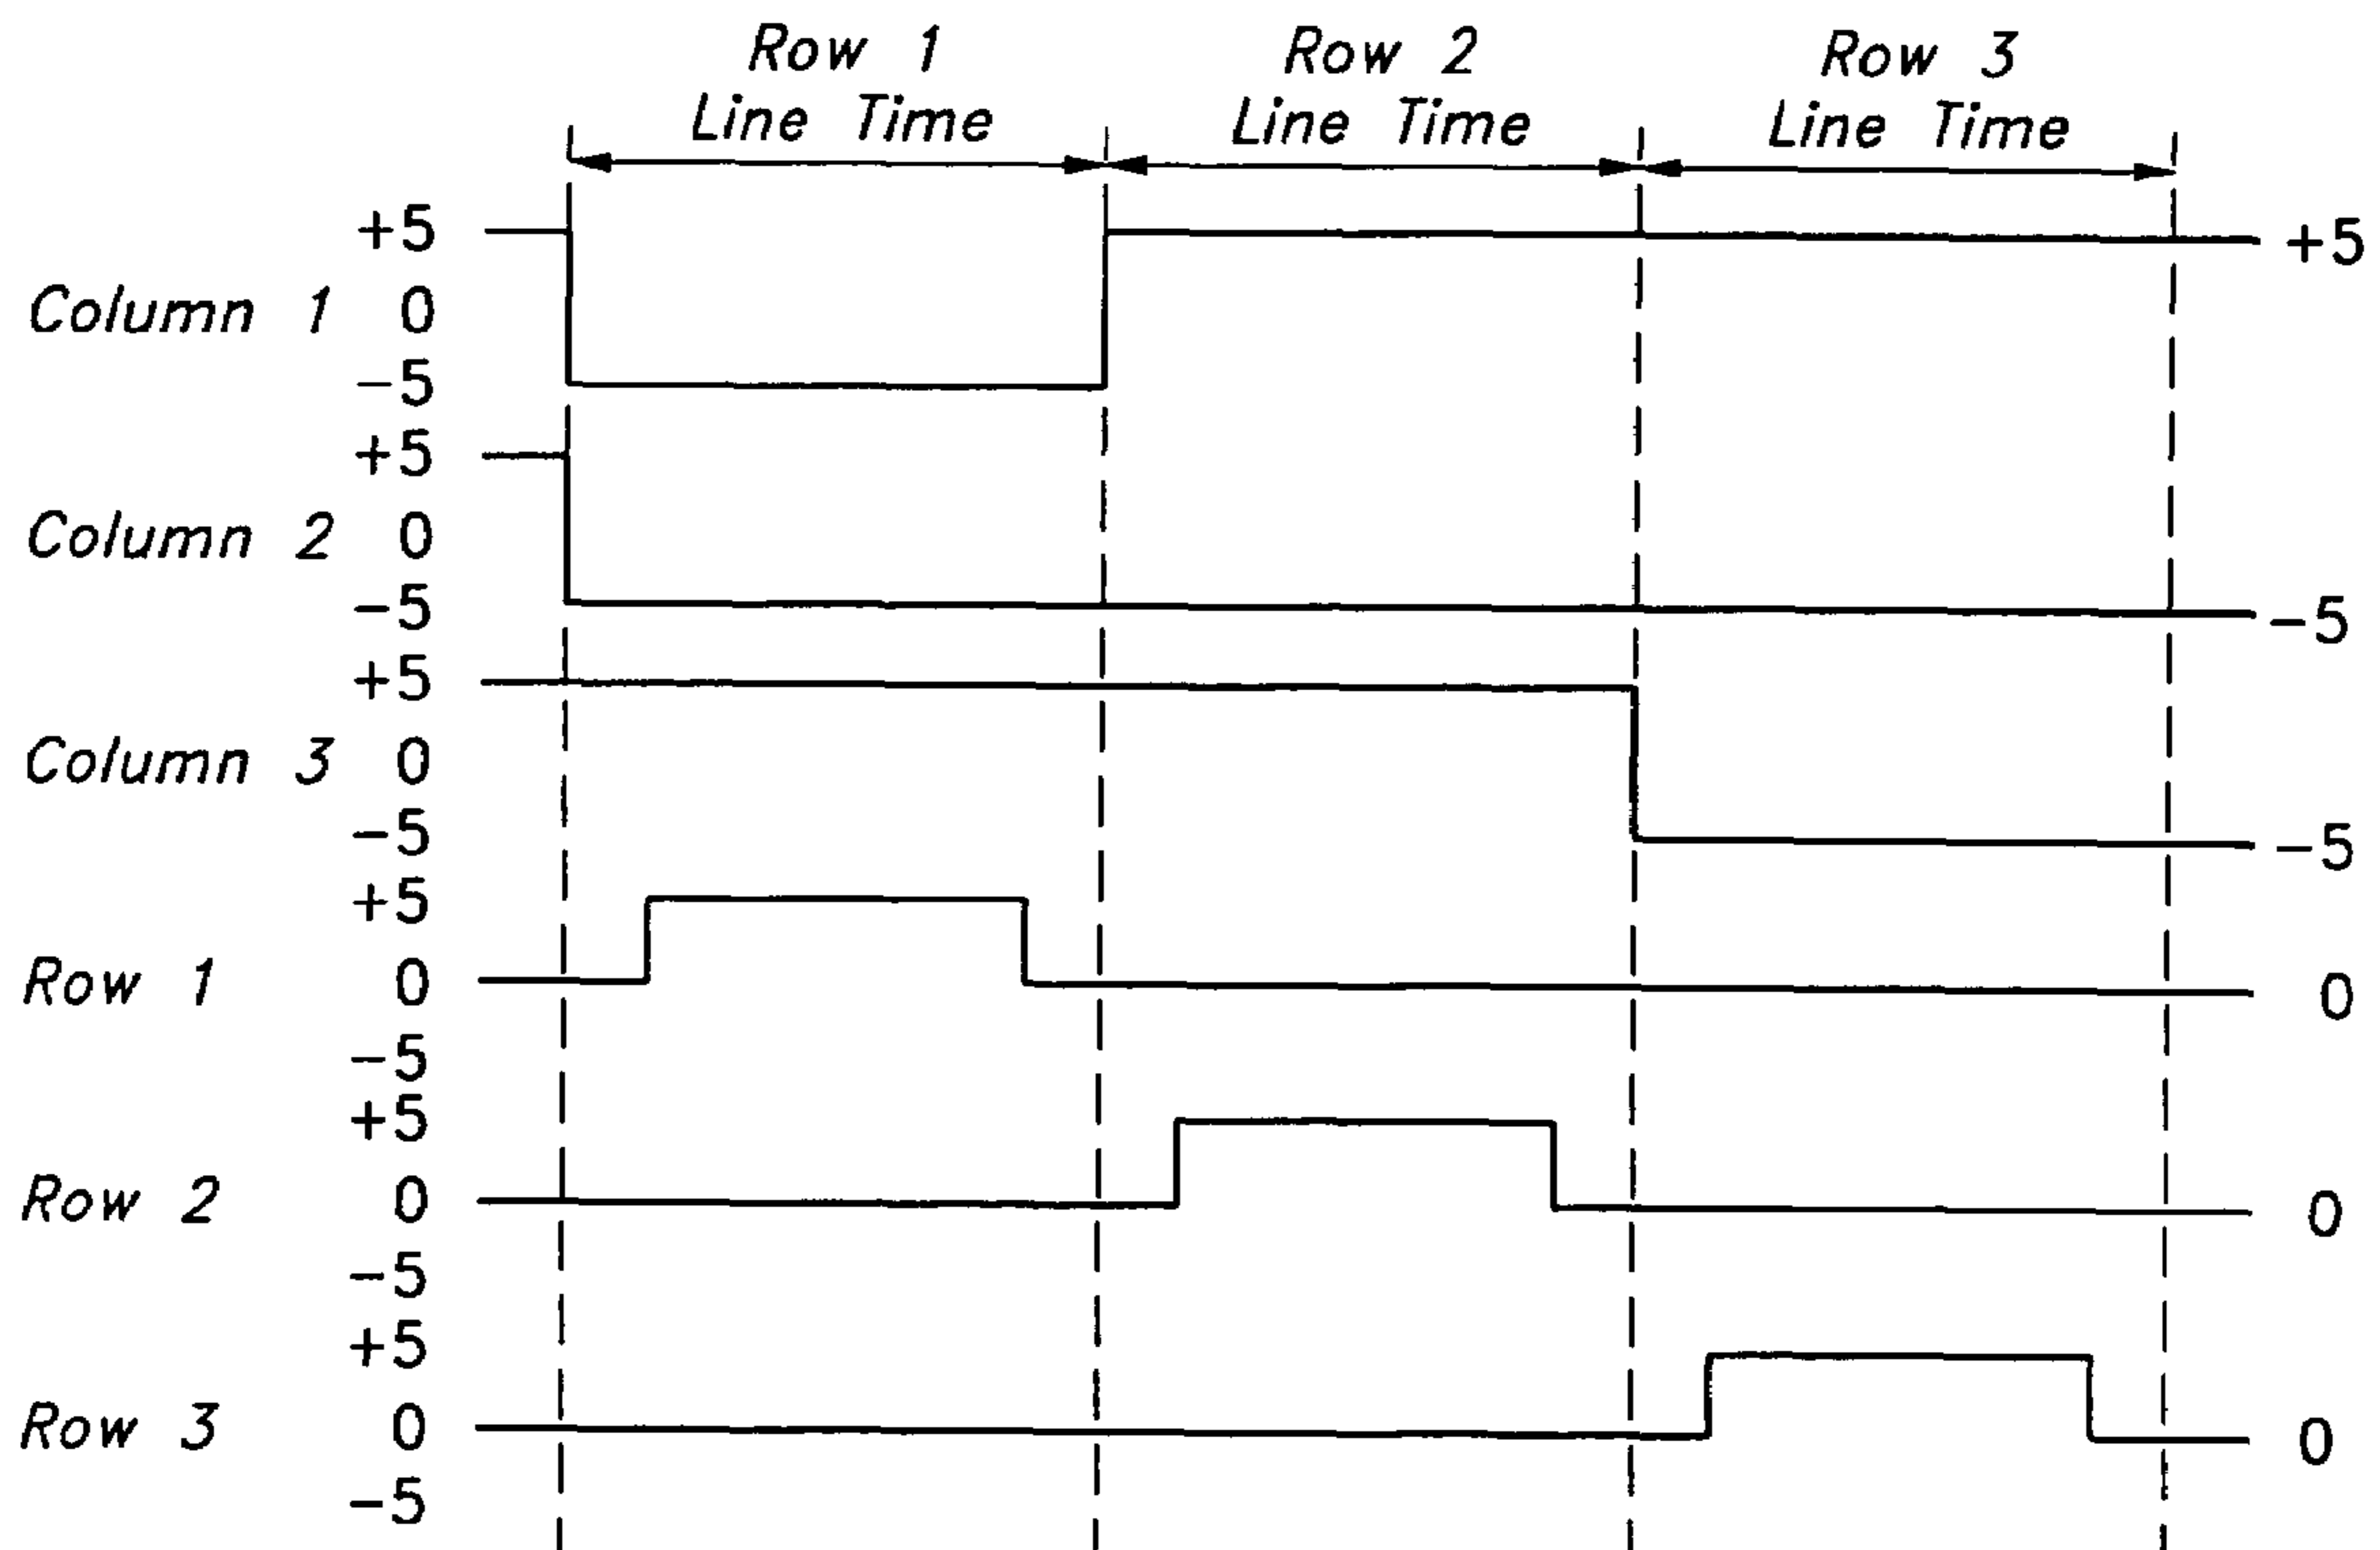 Row 1 Row 2 Row 3
Line Time Line Time Line Time
+5 +5
Column 1 0
-5
+5
Column 2 0
-5 -5
+5
Column 3 0
-5 -5
+5
Row 1 0 0
-5
+5
Row 2 0 0
-5
+5
Row 3 0 0
-5